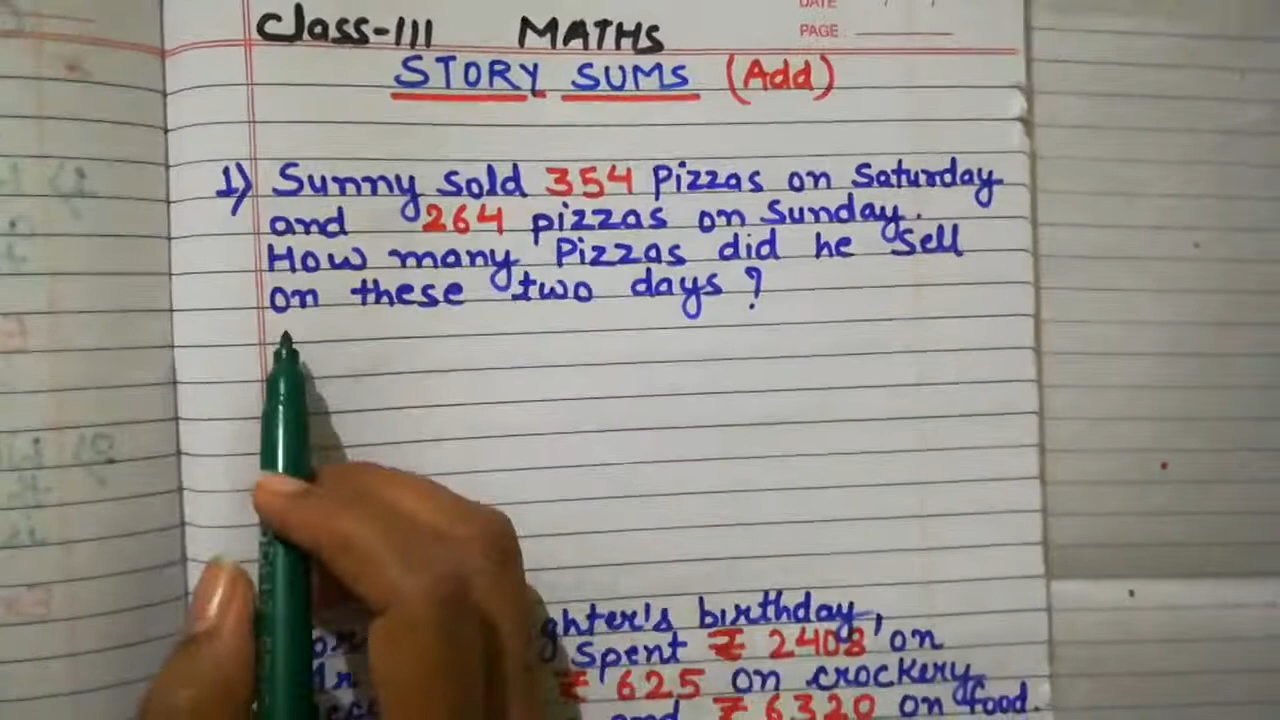 DATE / /
Class-III MATHS
PAGE
STORY SUMS (Add)
1) Sunny sold 354 Pizzas on Saturday
and 264 pizzas on Sunday.
How many Pizzas did he sell
on these two days?
ghter's birthday,
spent ₹ 2408 on
₹ 625 on crockery
and ₹ 6320 on food.